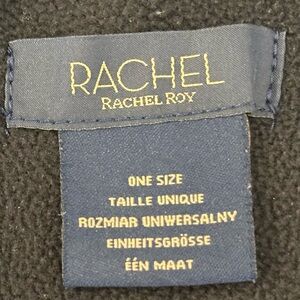 RACHEL
RACHEL ROY
ONE SIZE
TAILLE UNIQUE
ROZMIAR UNIWERSALNY
EINHEITSGRÖSSE
ÉÉN MAAT